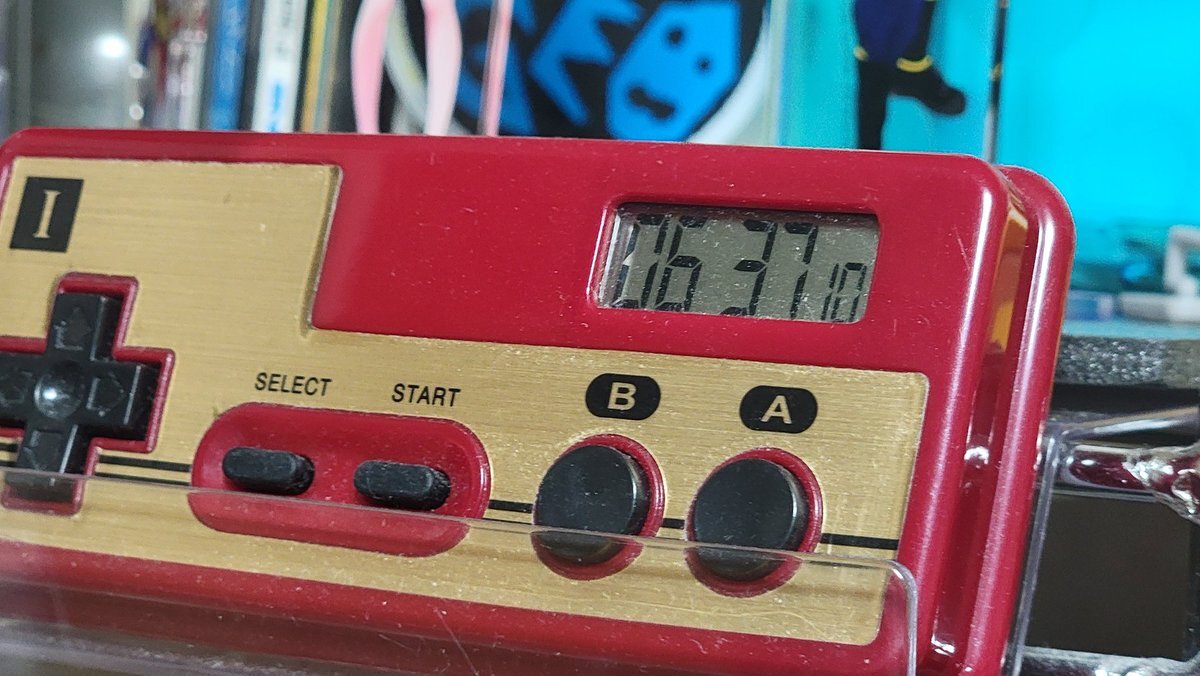 I
06 37 10
SELECT
START
B
A